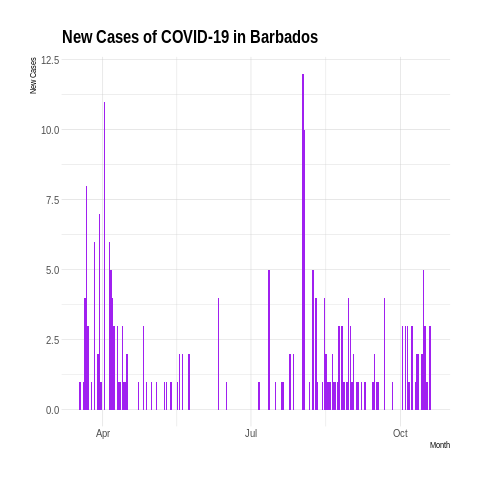 New Cases of COVID-19 in Barbados
New Cases
12.5
10.0
7.5
5.0
2.5
0.0
Apr
Jul
Oct
Month